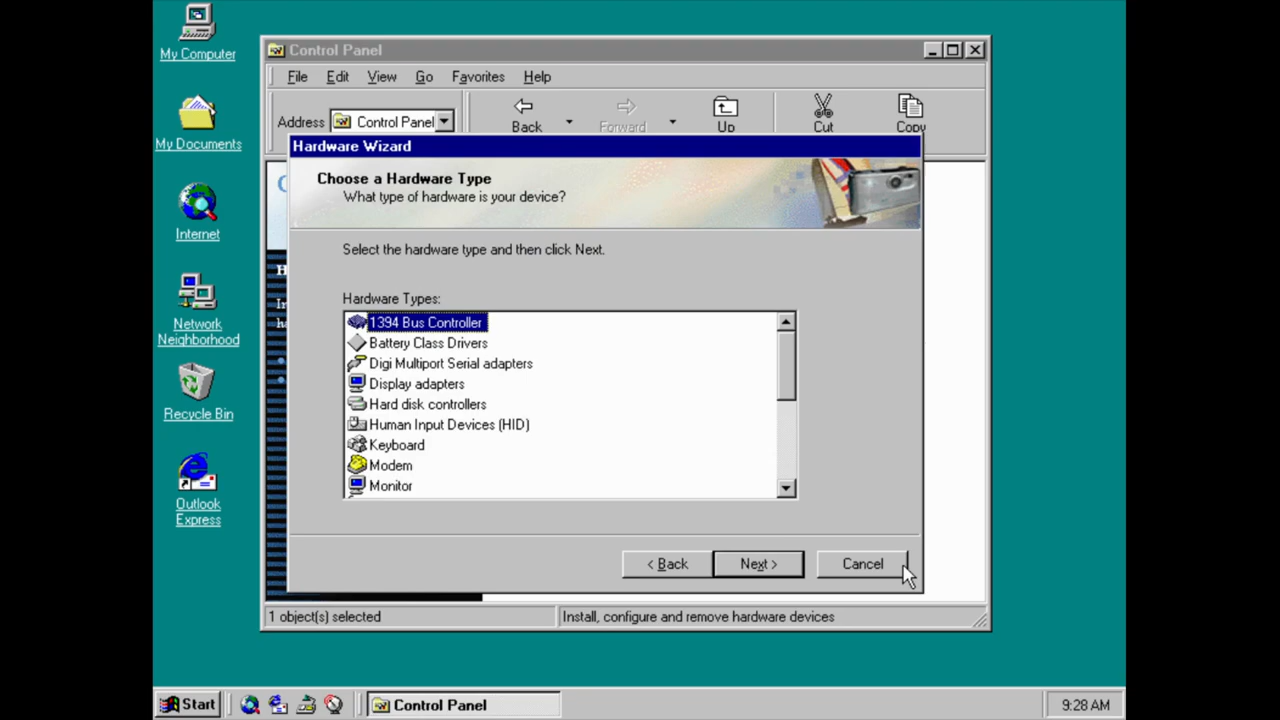 My Computer
My Documents
Internet
Network
Neighborhood
Recycle Bin
Outlook
Express
Control Panel
File Edit View Go Favorites Help
Address Control Panel Back Forward Up Cut Copy
Hardware Wizard
Choose a Hardware Type
What type of hardware is your device?
Select the hardware type and then click Next.
Hardware Types:
1394 Bus Controller
Battery Class Drivers
Digi Multiport Serial adapters
Display adapters
Hard disk controllers
Human Input Devices (HID)
Keyboard
Modem
Monitor
< Back Next > Cancel
1 object(s) selected Install, configure and remove hardware devices
Start Control Panel 9:28 AM